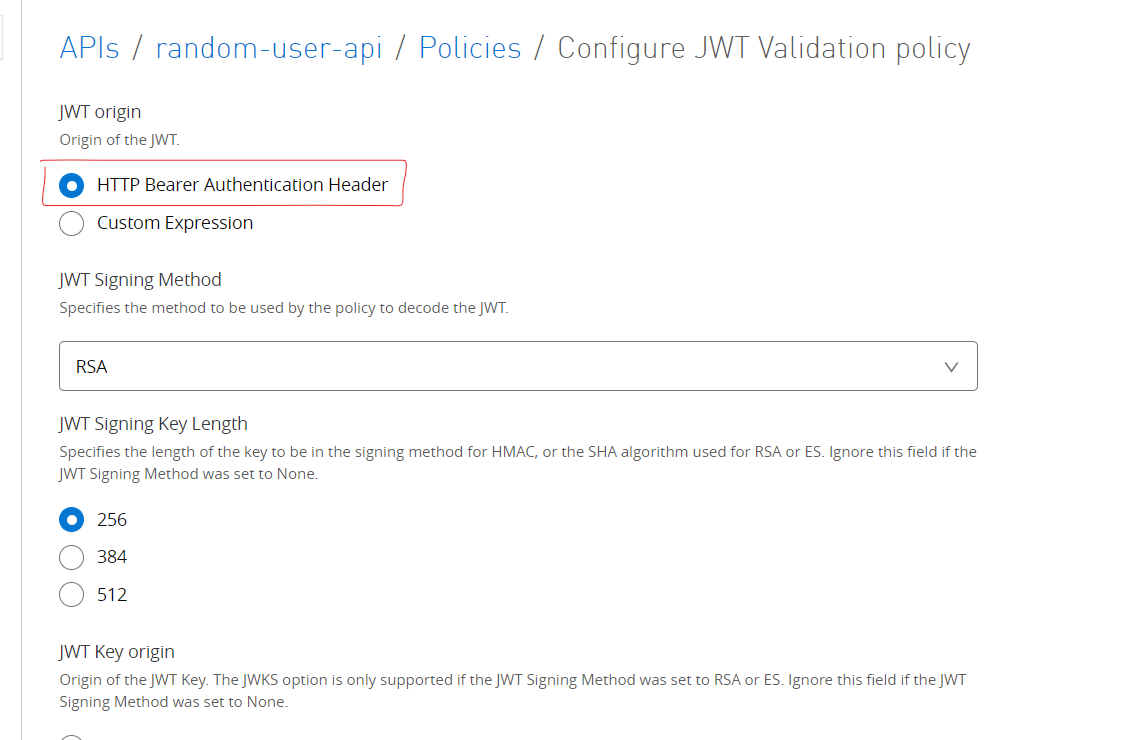 APIs / random-user-api / Policies / Configure JWT Validation policy
JWT origin
Origin of the JWT.
HTTP Bearer Authentication Header
Custom Expression
JWT Signing Method
Specifies the method to be used by the policy to decode the JWT.
RSA
JWT Signing Key Length
Specifies the length of the key to be in the signing method for HMAC, or the SHA algorithm used for RSA or ES. Ignore this field if the
JWT Signing Method was set to None.
256
384
512
JWT Key origin
Origin of the JWT Key. The JWKS option is only supported if the JWT Signing Method was set to RSA or ES. Ignore this field if the JWT
Signing Method was set to None.